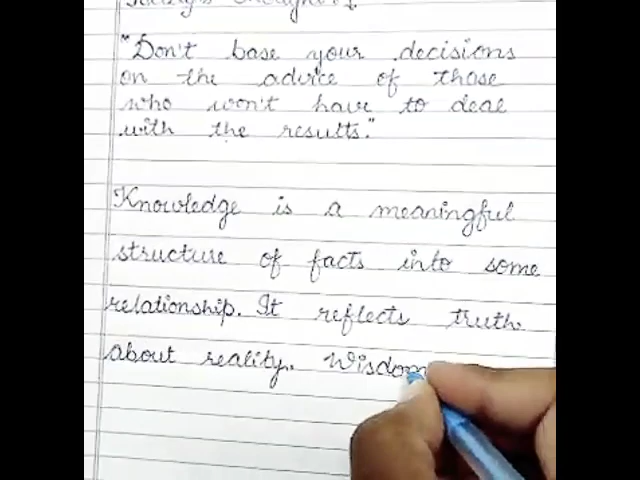 "Don't base your decisions
on the advice of those
who won't have to deal
with the results."
Knowledge is a meaningful
structure of facts into some
relationship. It reflects truth
about reality. Wisdom